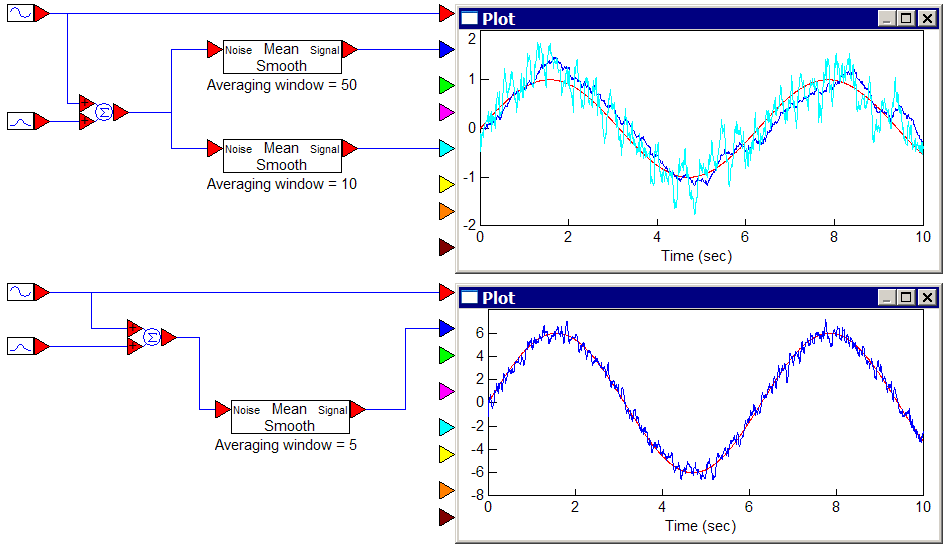 Plot
Noise Mean Signal
Smooth
Averaging window = 50
Σ
Noise Mean Signal
Smooth
Averaging window = 10
2
1
0
-1
-2
0 2 4 6 8 10
Time (sec)
Plot
Σ
Noise Mean Signal
Smooth
Averaging window = 5
6
4
2
0
-2
-4
-6
-8
0 2 4 6 8 10
Time (sec)